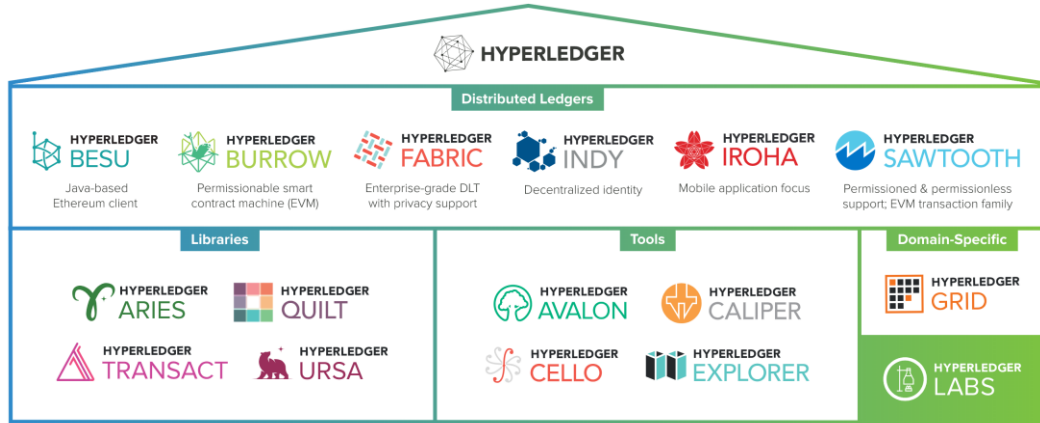 HYPERLEDGER
Distributed Ledgers
HYPERLEDGER
BESU
Java-based
Ethereum client
HYPERLEDGER
BURROW
Permissionable smart
contract machine (EVM)
HYPERLEDGER
FABRIC
Enterprise-grade DLT
with privacy support
HYPERLEDGER
INDY
Decentralized identity
HYPERLEDGER
IROHA
Mobile application focus
HYPERLEDGER
SAWTOOTH
Permissioned & permissionless
support; EVM transaction family
Libraries
HYPERLEDGER
ARIES
HYPERLEDGER
QUILT
HYPERLEDGER
TRANSACT
HYPERLEDGER
URSA
Tools
HYPERLEDGER
AVALON
HYPERLEDGER
CALIPER
HYPERLEDGER
CELLO
HYPERLEDGER
EXPLORER
Domain-Specific
HYPERLEDGER
GRID
HYPERLEDGER
LABS